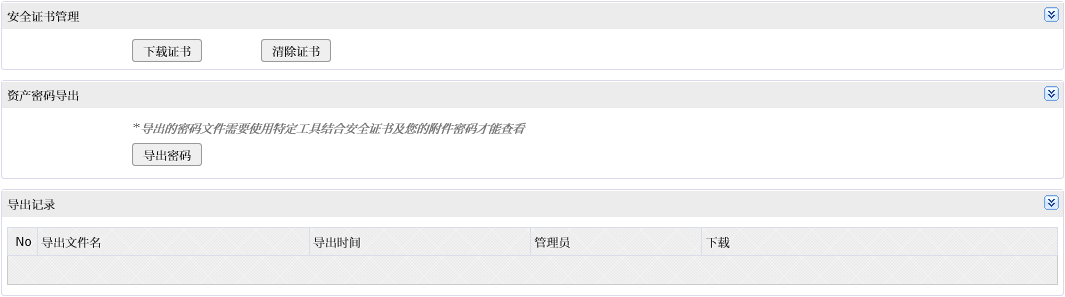 安全证书管理
下载证书 清除证书
资产密码导出
*导出的密码文件需要使用特定工具结合安全证书及您的附件密码才能查看
导出密码
导出记录
No 导出文件名 导出时间 管理员 下载